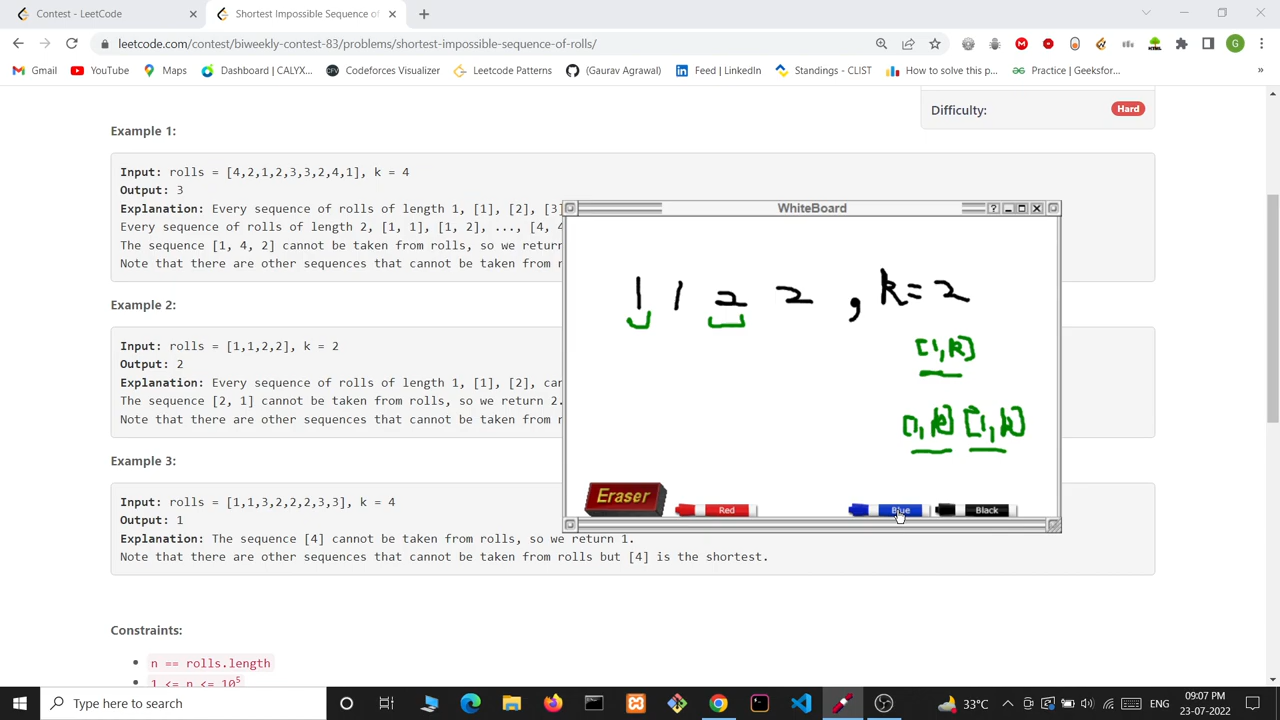 Contest - LeetCode
Shortest Impossible Sequence of
leetcode.com/contest/biweekly-contest-83/problems/shortest-impossible-sequence-of-rolls/
G
Gmail
YouTube
Maps
Dashboard | CALYX...
Codeforces Visualizer
Leetcode Patterns
(Gaurav Agrawal)
Feed | LinkedIn
Standings - CLIST
How to solve this p...
Practice | Geeksfor...
»
Difficulty:
Hard
Example 1:
Input: rolls = [4,2,1,2,3,3,2,4,1], k = 4
Output: 3
Explanation: Every sequence of rolls of length 1, [1], [2], [3]
Every sequence of rolls of length 2, [1, 1], [1, 2], ..., [4, 4
The sequence [1, 4, 2] cannot be taken from rolls, so we return
Note that there are other sequences that cannot be taken from r
Example 2:
Input: rolls = [1,1,2,2], k = 2
Output: 2
Explanation: Every sequence of rolls of length 1, [1], [2], can
The sequence [2, 1] cannot be taken from rolls, so we return 2.
Note that there are other sequences that cannot be taken from r
WhiteBoard
?
1 1 2 2 , k=2
[1,k]
[1,k] [1,k]
Eraser
Red
Blue
Black
Example 3:
Input: rolls = [1,1,3,2,2,2,3,3], k = 4
Output: 1
Explanation: The sequence [4] cannot be taken from rolls, so we return 1.
Note that there are other sequences that cannot be taken from rolls but [4] is the shortest.
Constraints:
n == rolls.length
1 <= n <= 10⁵
Type here to search
33°C
ENG
09:07 PM
23-07-2022